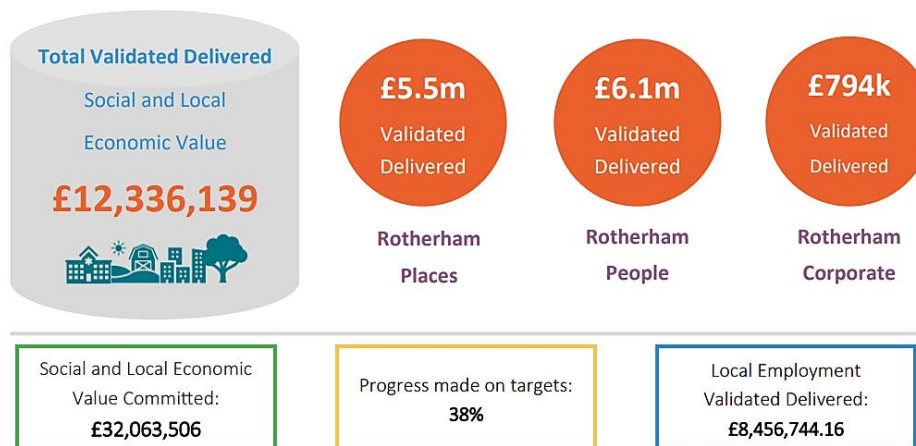 Total Validated Delivered
Social and Local
Economic Value
£12,336,139
£5.5m
Validated
Delivered
Rotherham
Places
£6.1m
Validated
Delivered
Rotherham
People
£794k
Validated
Delivered
Rotherham
Corporate
Social and Local Economic
Value Committed:
£32,063,506
Progress made on targets:
38%
Local Employment
Validated Delivered:
£8,456,744.16